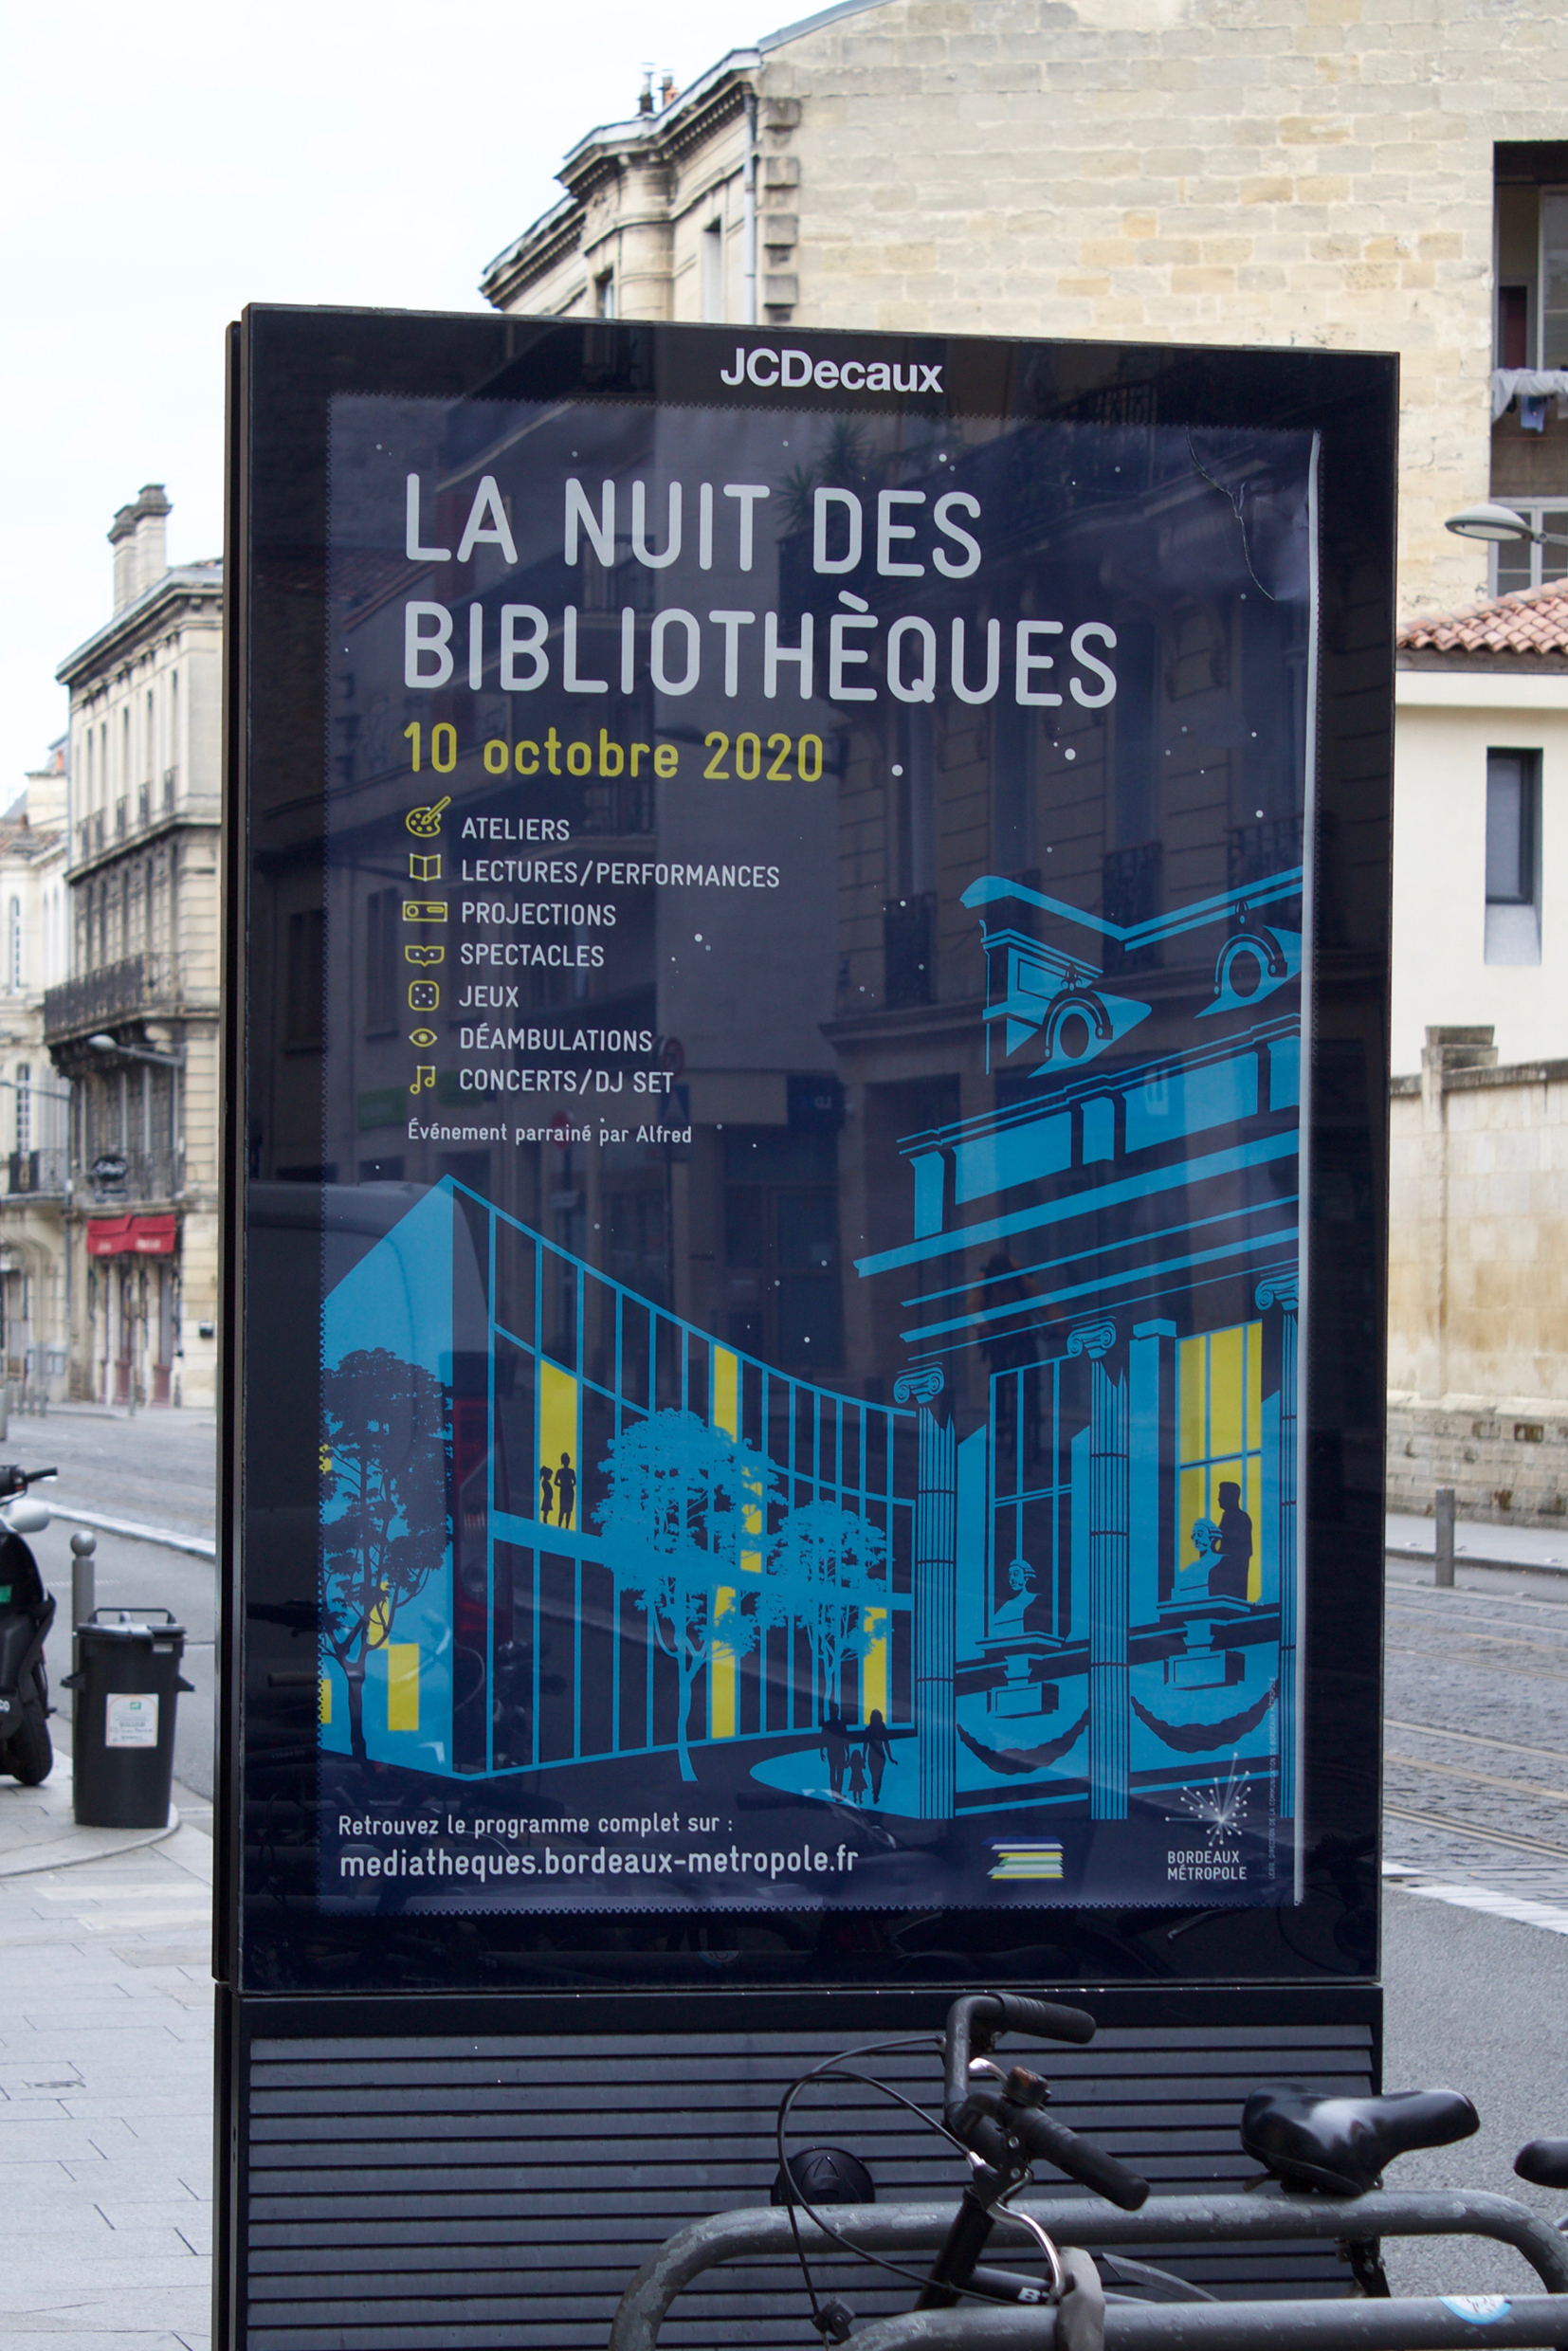 JCDecaux
LA NUIT DES
BIBLIOTHÈQUES
10 octobre 2020
ATELIERS
LECTURES/PERFORMANCES
PROJECTIONS
SPECTACLES
JEUX
DÉAMBULATIONS
CONCERTS/DJ SET
Événement parrainé par Alfred
Retrouvez le programme complet sur :
mediatheques.bordeaux-metropole.fr
BORDEAUX
MÉTROPOLE